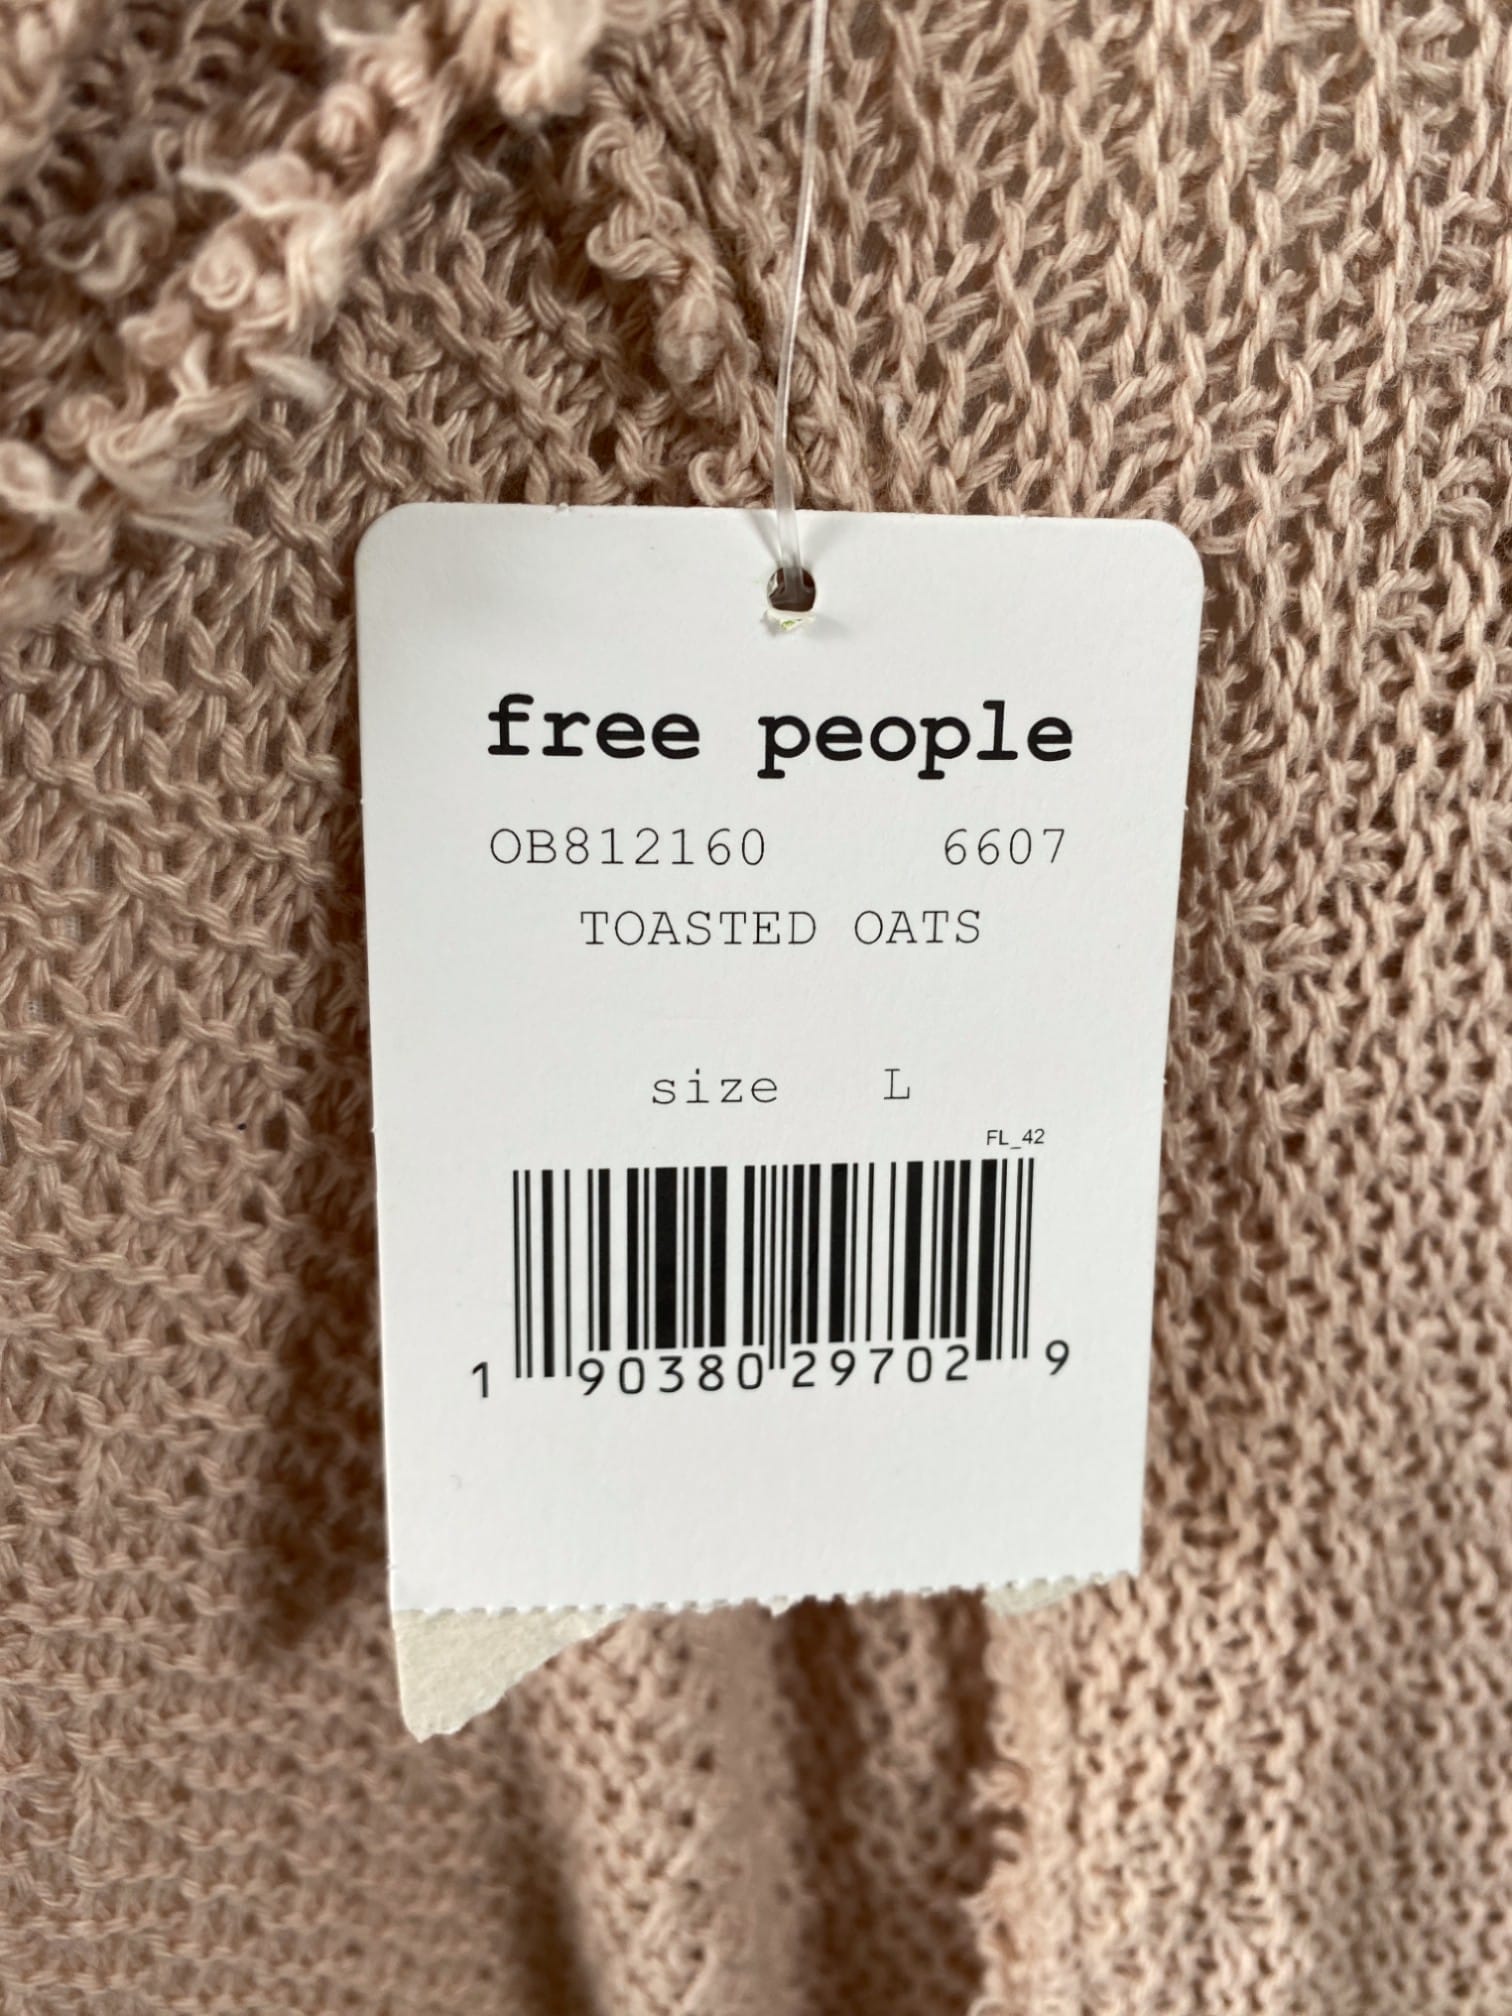 free people
OB812160 6607
TOASTED OATS
size L
FL_42
1 90380 29702 9